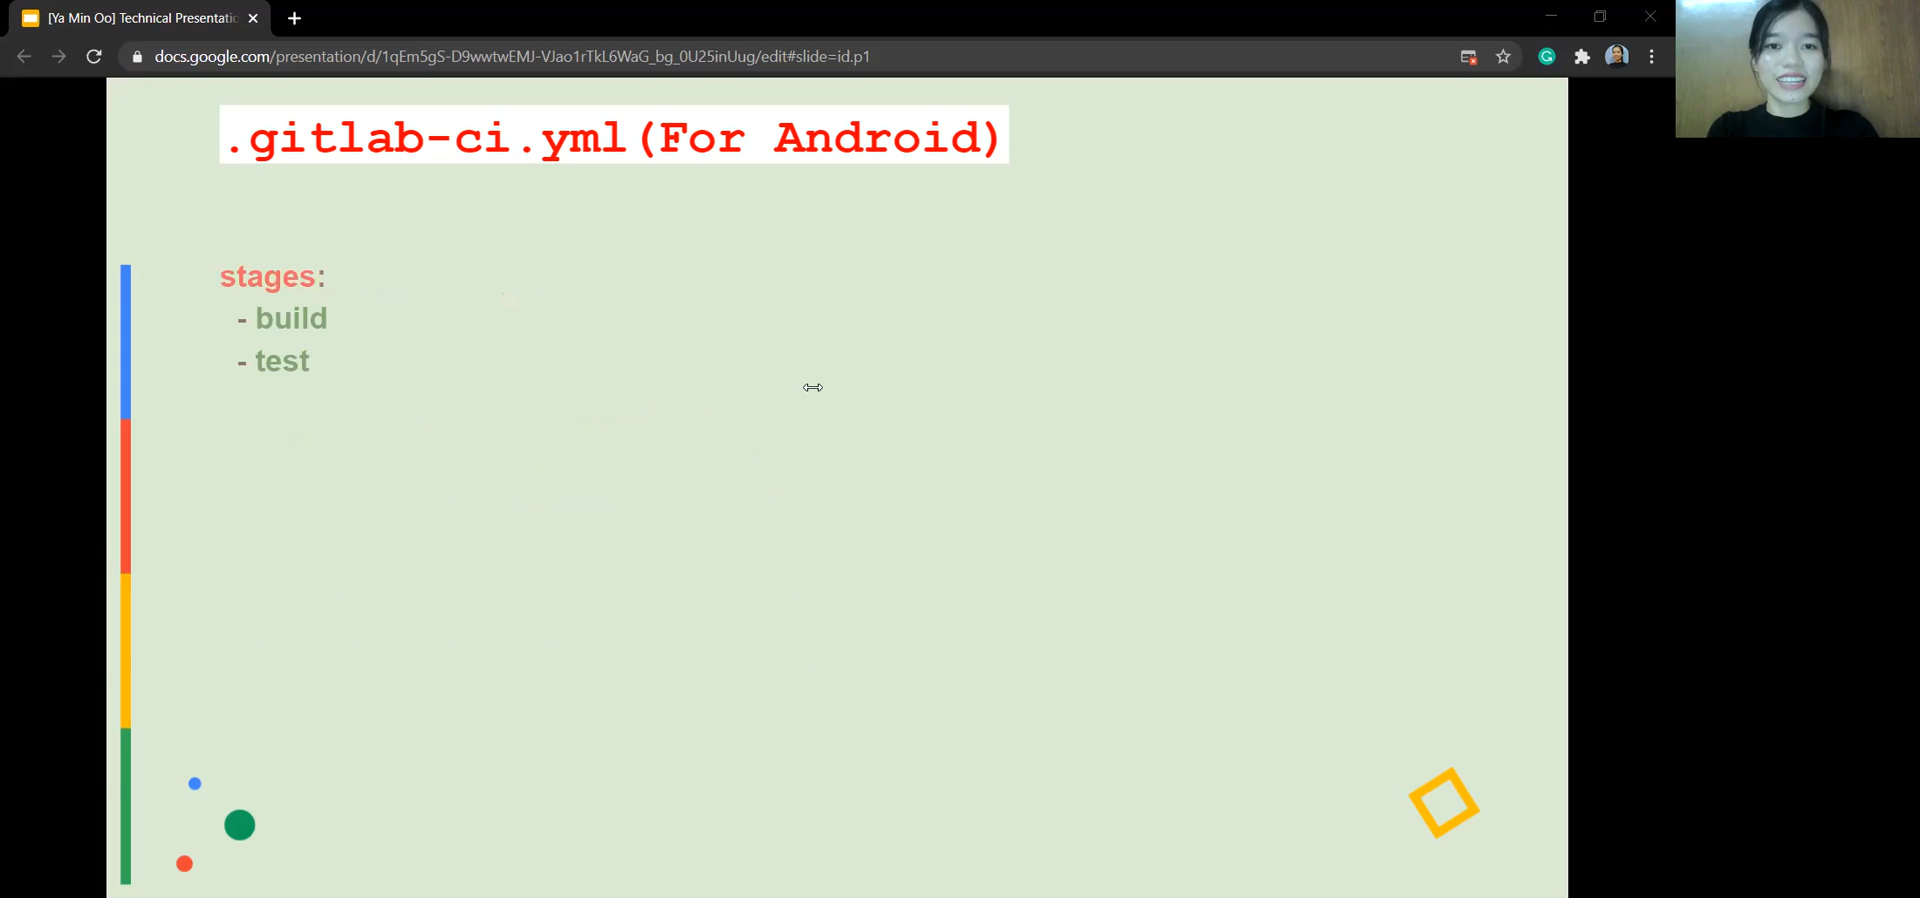 [Ya Min Oo] Technical Presentatio
docs.google.com/presentation/d/1qEm5gS-D9wwtwEMJ-VJao1rTkL6WaG_bg_0U25inUug/edit#slide=id.p1
.gitlab-ci.yml(For Android)
stages:
- build
- test